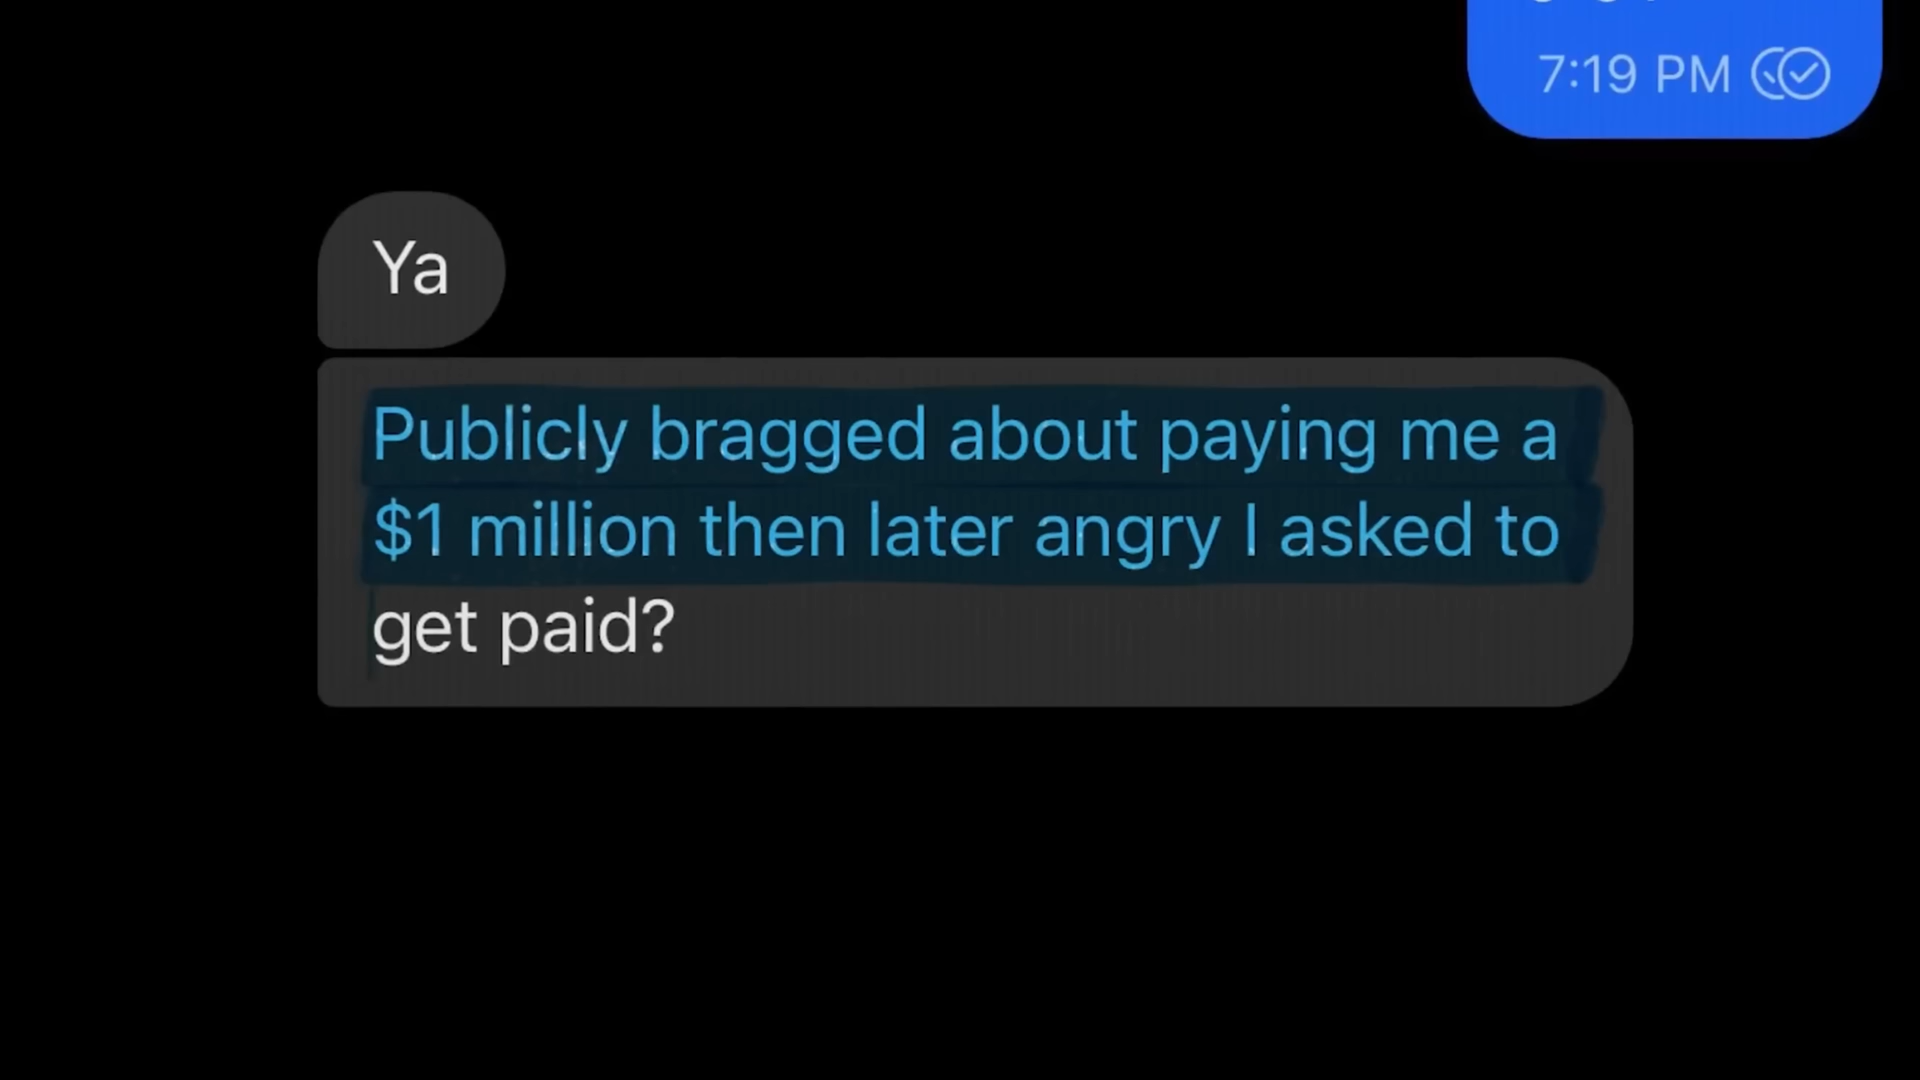 7:19 PM
Ya
Publicly bragged about paying me a
$1 million then later angry I asked to
get paid?